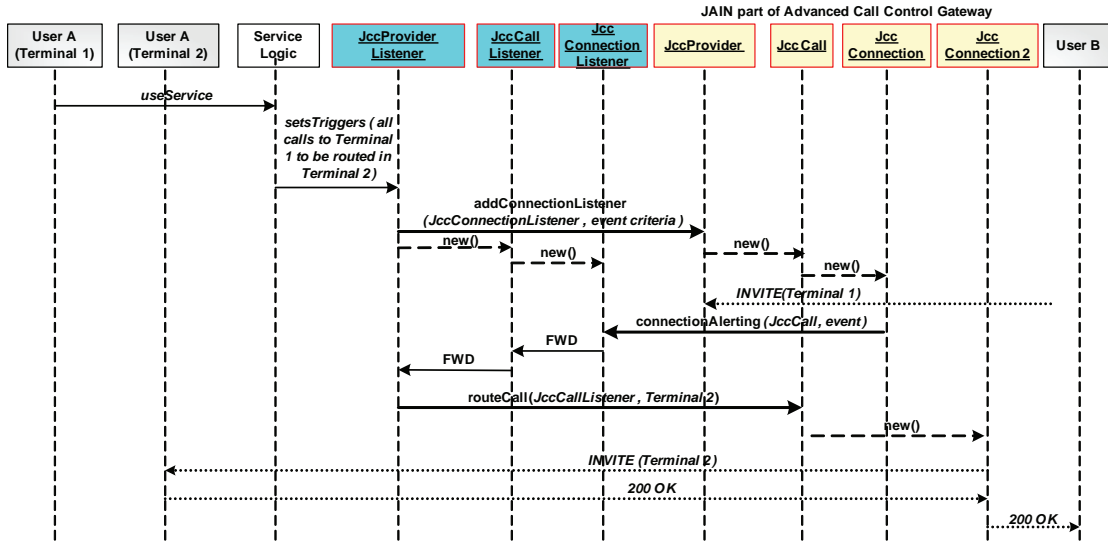 JAIN part of Advanced Call Control Gateway
User A
(Terminal 1)
User A
(Terminal 2)
Service
Logic
JccProvider
Listener
JccCall
Listener
Jcc
Connection
Listener
JccProvider
JccCall
Jcc
Connection
Jcc
Connection 2
User B
useService
setsTriggers ( all
calls to Terminal
1 to be routed in
Terminal 2)
addConnectionListener
(JccConnectionListener , event criteria )
new()
new()
new()
new()
INVITE(Terminal 1)
connectionAlerting (JccCall, event)
FWD
FWD
routeCall(JccCallListener , Terminal 2)
new()
INVITE (Terminal 2)
200 OK
200 OK